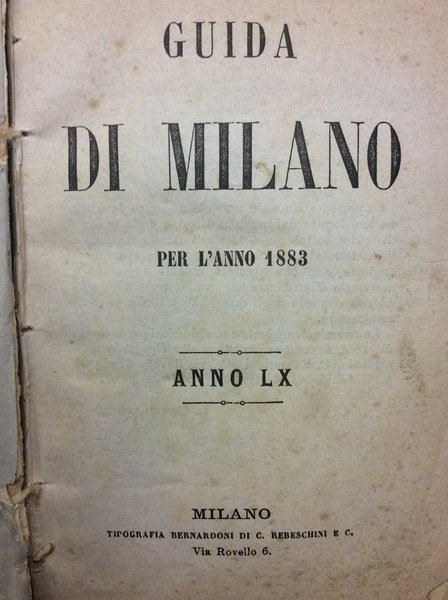 GUIDA
DI MILANO
PER L'ANNO 1883
ANNO LX
MILANO
TIPOGRAFIA BERNARDONI DI C. REBESCHINI E C.
Via Rovello 6.